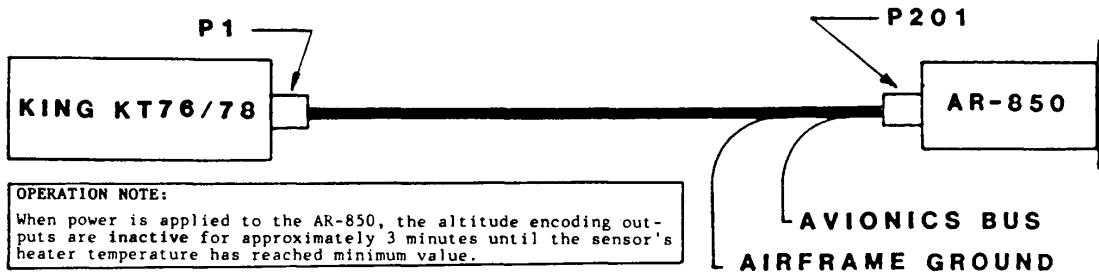 P1
P201
KING KT76/78
AR-850
OPERATION NOTE:
When power is applied to the AR-850, the altitude encoding out-
puts are inactive for approximately 3 minutes until the sensor's
heater temperature has reached minimum value.
AVIONICS BUS
AIRFRAME GROUND